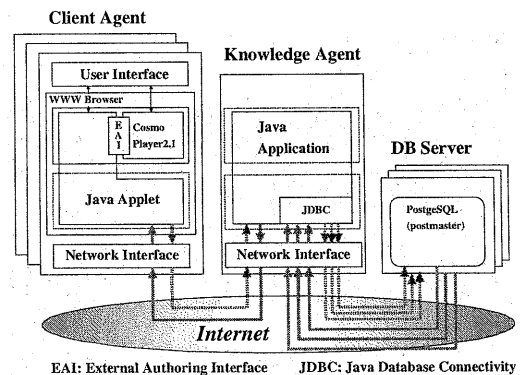 Client Agent
User Interface
WWW Browser
EAI
Cosmo
Player2,1
Java Applet
Network Interface
Knowledge Agent
Java
Application
JDBC
Network Interface
DB Server
PostgeSQL
(postmaster)
Internet
EAI: External Authoring Interface
JDBC: Java Database Connectivity